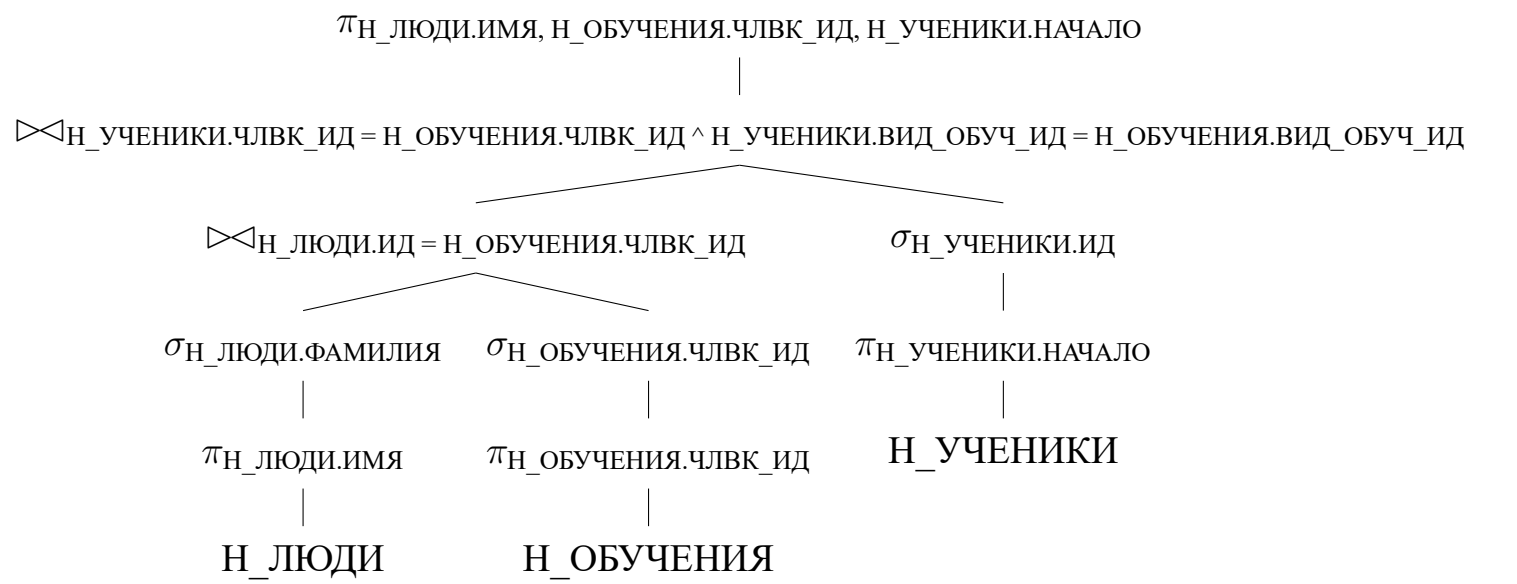 πН_ЛЮДИ.ИМЯ, Н_ОБУЧЕНИЯ.ЧЛВК_ИД, Н_УЧЕНИКИ.НАЧАЛО
⋈Н_УЧЕНИКИ.ЧЛВК_ИД = Н_ОБУЧЕНИЯ.ЧЛВК_ИД ^ Н_УЧЕНИКИ.ВИД_ОБУЧ_ИД = Н_ОБУЧЕНИЯ.ВИД_ОБУЧ_ИД
⋈Н_ЛЮДИ.ИД = Н_ОБУЧЕНИЯ.ЧЛВК_ИД σН_УЧЕНИКИ.ИД
σН_ЛЮДИ.ФАМИЛИЯ σН_ОБУЧЕНИЯ.ЧЛВК_ИД πН_УЧЕНИКИ.НАЧАЛО
πН_ЛЮДИ.ИМЯ πН_ОБУЧЕНИЯ.ЧЛВК_ИД Н_УЧЕНИКИ
Н_ЛЮДИ Н_ОБУЧЕНИЯ